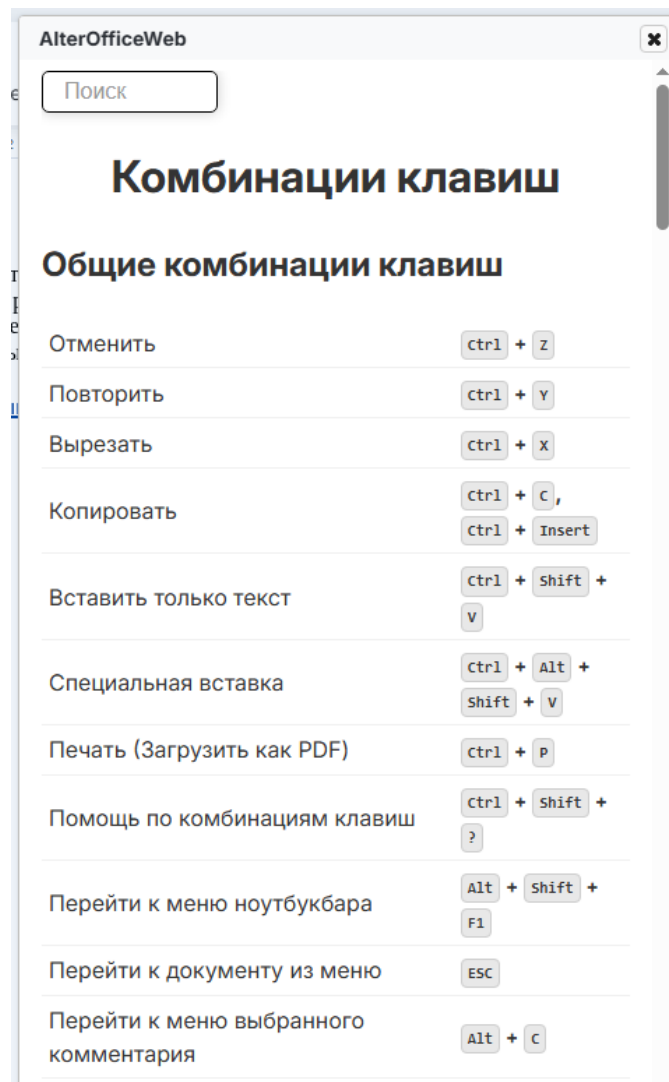 AlterOfficeWeb
Поиск
Комбинации клавиш
Общие комбинации клавиш
Отменить Ctrl + Z
Повторить Ctrl + Y
Вырезать Ctrl + X
Копировать Ctrl + C,
Ctrl + Insert
Вставить только текст Ctrl + Shift +
V
Специальная вставка Ctrl + Alt +
Shift + V
Печать (Загрузить как PDF) Ctrl + P
Помощь по комбинациям клавиш Ctrl + Shift +
?
Перейти к меню ноутбукбара Alt + Shift +
F1
Перейти к документу из меню ESC
Перейти к меню выбранного
комментария Alt + C